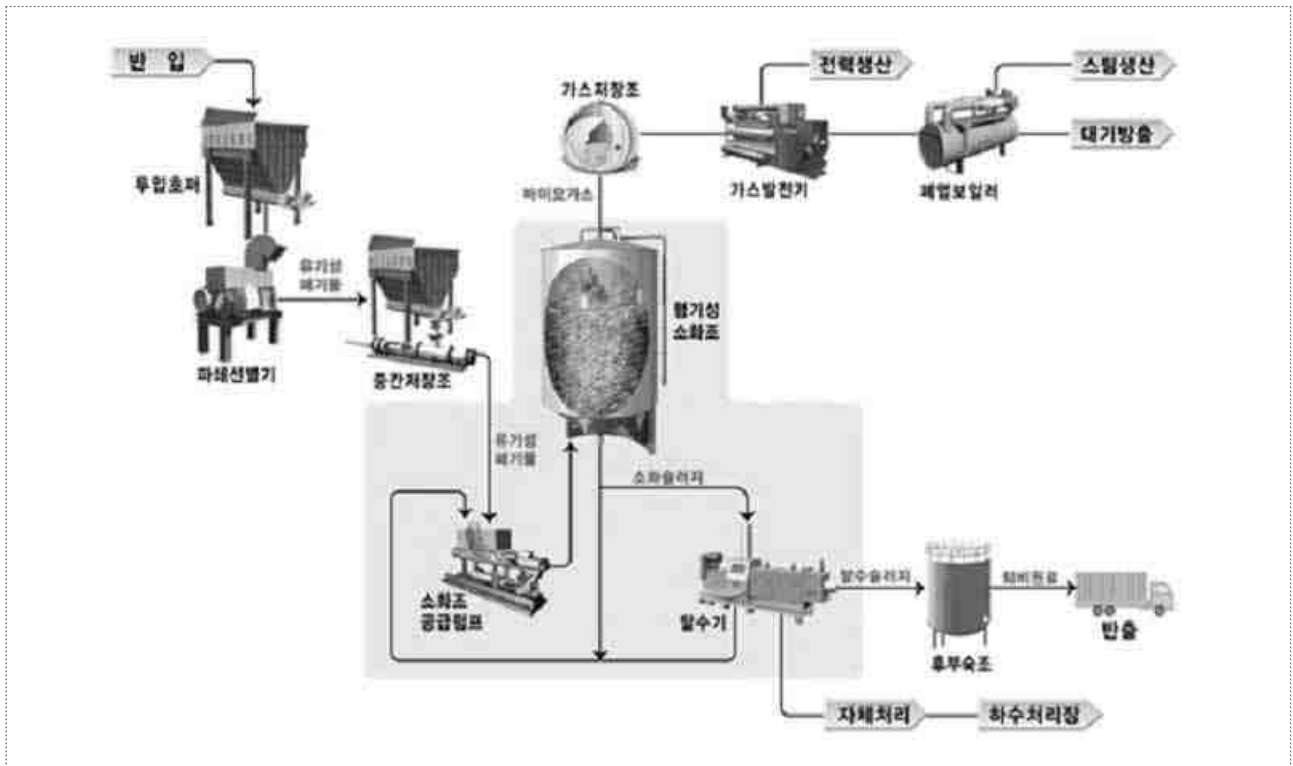 반 입
투입호퍼
파쇄선별기
유기성
폐기물
중간저장조
유기성
폐기물
소화조
공급펌프
혐기성
소화조
바이오가스
가스저장조
가스발전기
전력생산
폐열보일러
스팀생산
대기방출
소화슬러지
탈수기
탈수슬러지
후부숙조
퇴비원료
반출
자체처리
하수처리장